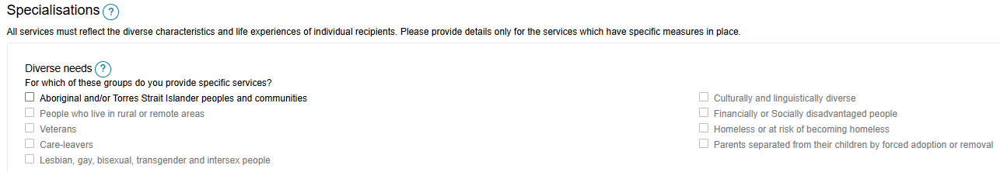 Specialisations ?
All services must reflect the diverse characteristics and life experiences of individual recipients. Please provide details only for the services which have specific measures in place.
Diverse needs ?
For which of these groups do you provide specific services?
Aboriginal and/or Torres Strait Islander peoples and communities
People who live in rural or remote areas
Veterans
Care-leavers
Lesbian, gay, bisexual, transgender and intersex people
Culturally and linguistically diverse
Financially or Socially disadvantaged people
Homeless or at risk of becoming homeless
Parents separated from their children by forced adoption or removal